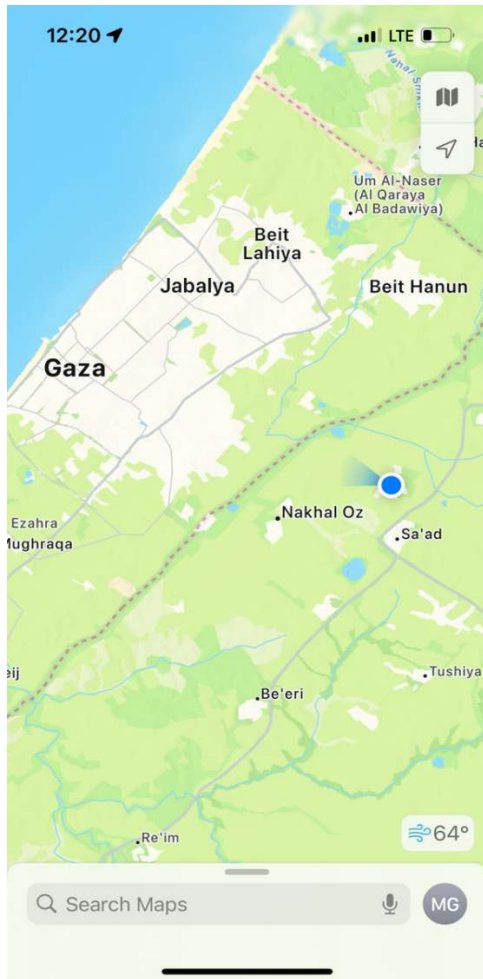 12:20
LTE
Um Al-Naser
(Al Qaraya
Al Badawiya)
Beit
Lahiya
Jabalya
Beit Hanun
Gaza
Nakhal Oz
Ezahra
Mughraqa
Sa'ad
eij
Tushiya
Be'eri
Re'im
64°
Search Maps
MG